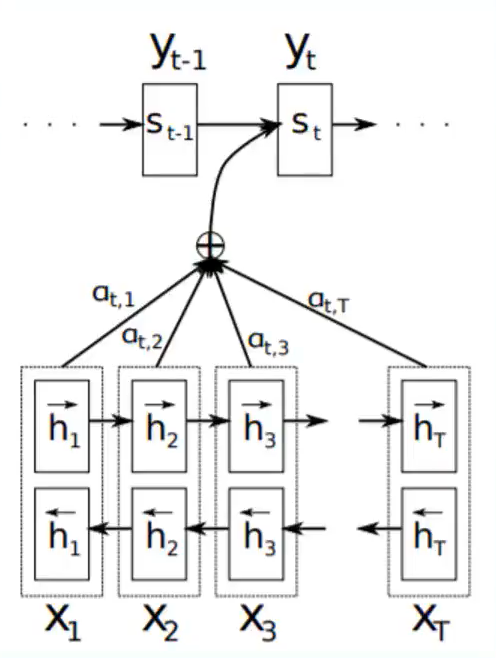 y_{t-1} y_t
. . . s_{t-1} s_t . . .
a_{t,1} a_{t,2} a_{t,3} a_{t,T}
\overrightarrow{h}_1 \overrightarrow{h}_2 \overrightarrow{h}_3 \overrightarrow{h}_T
\overleftarrow{h}_1 \overleftarrow{h}_2 \overleftarrow{h}_3 \overleftarrow{h}_T
x_1 x_2 x_3 x_T